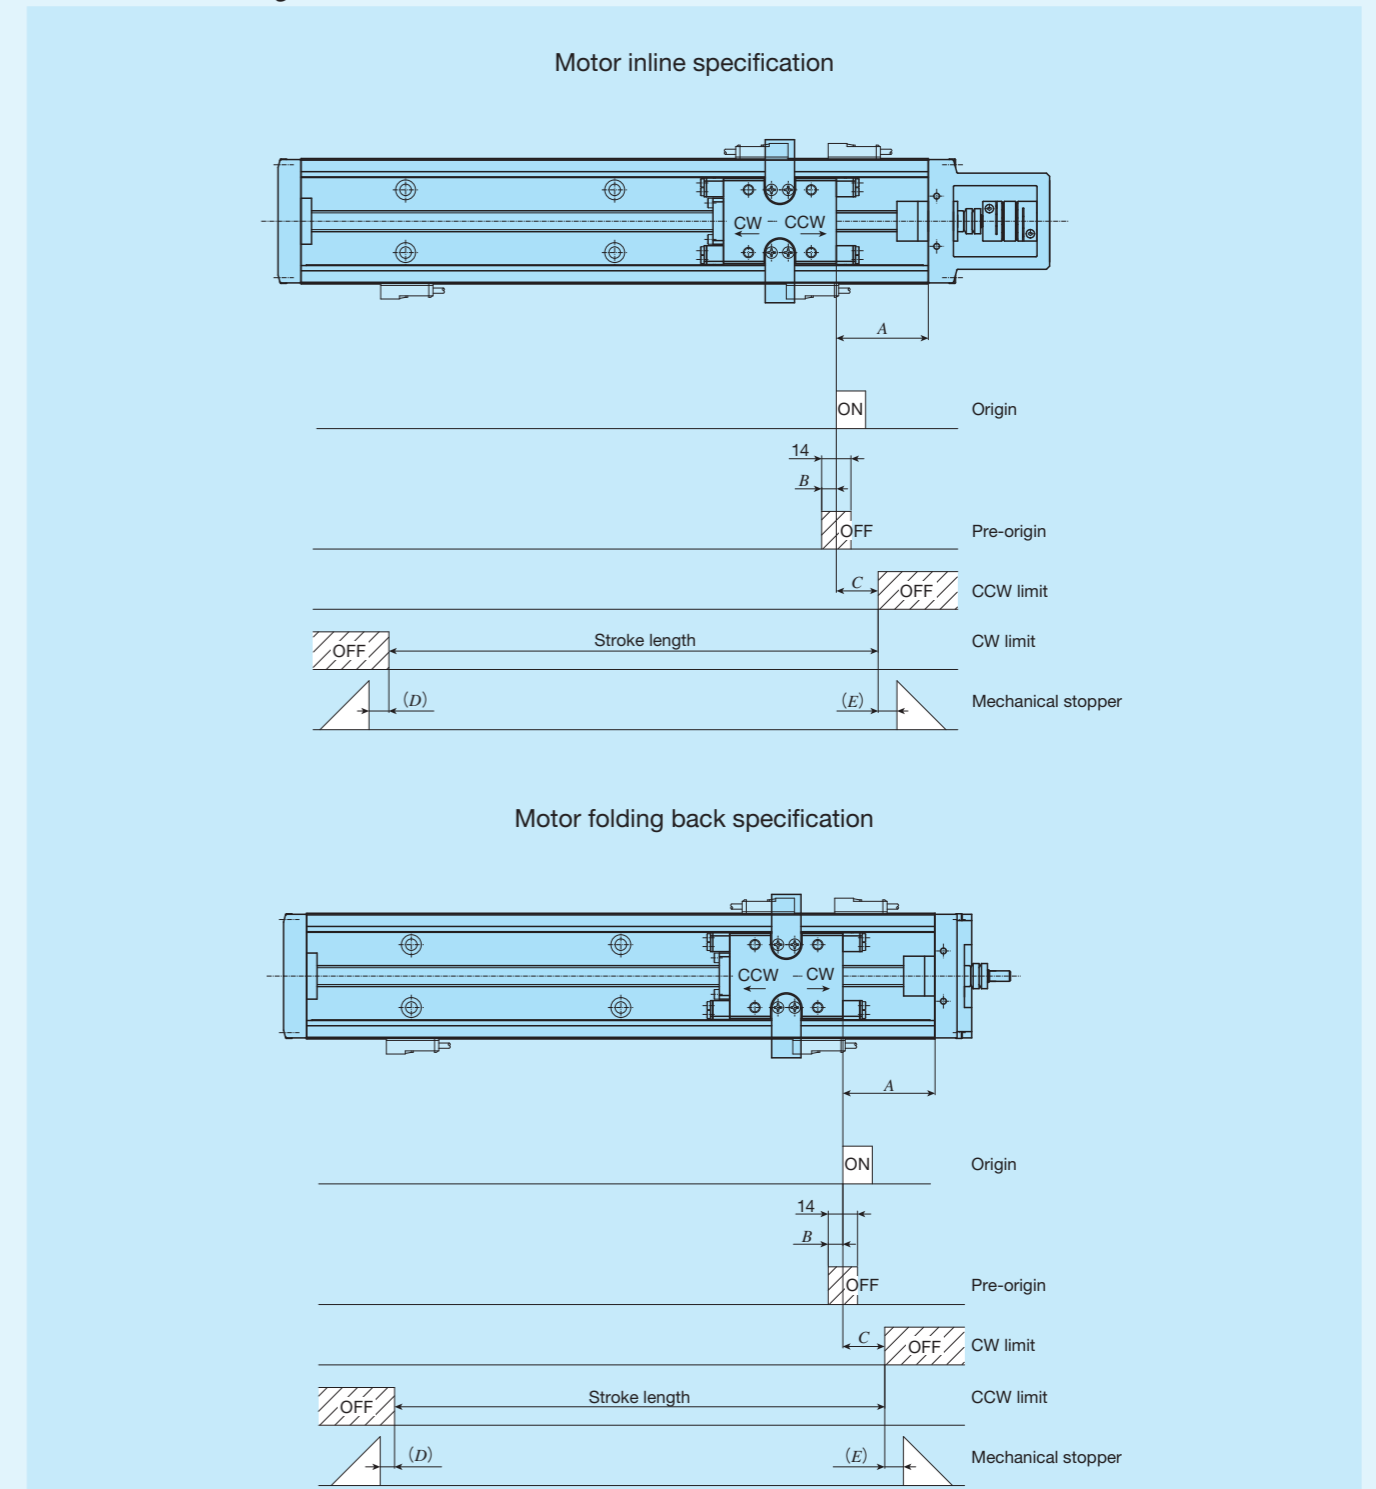 Motor inline specification
CW CCW
A
ON Origin
14
B
OFF Pre-origin
C OFF CCW limit
OFF Stroke length CW limit
(D) (E) Mechanical stopper
Motor folding back specification
CCW CW
A
ON Origin
14
B
OFF Pre-origin
C OFF CW limit
OFF Stroke length CCW limit
(D) (E) Mechanical stopper